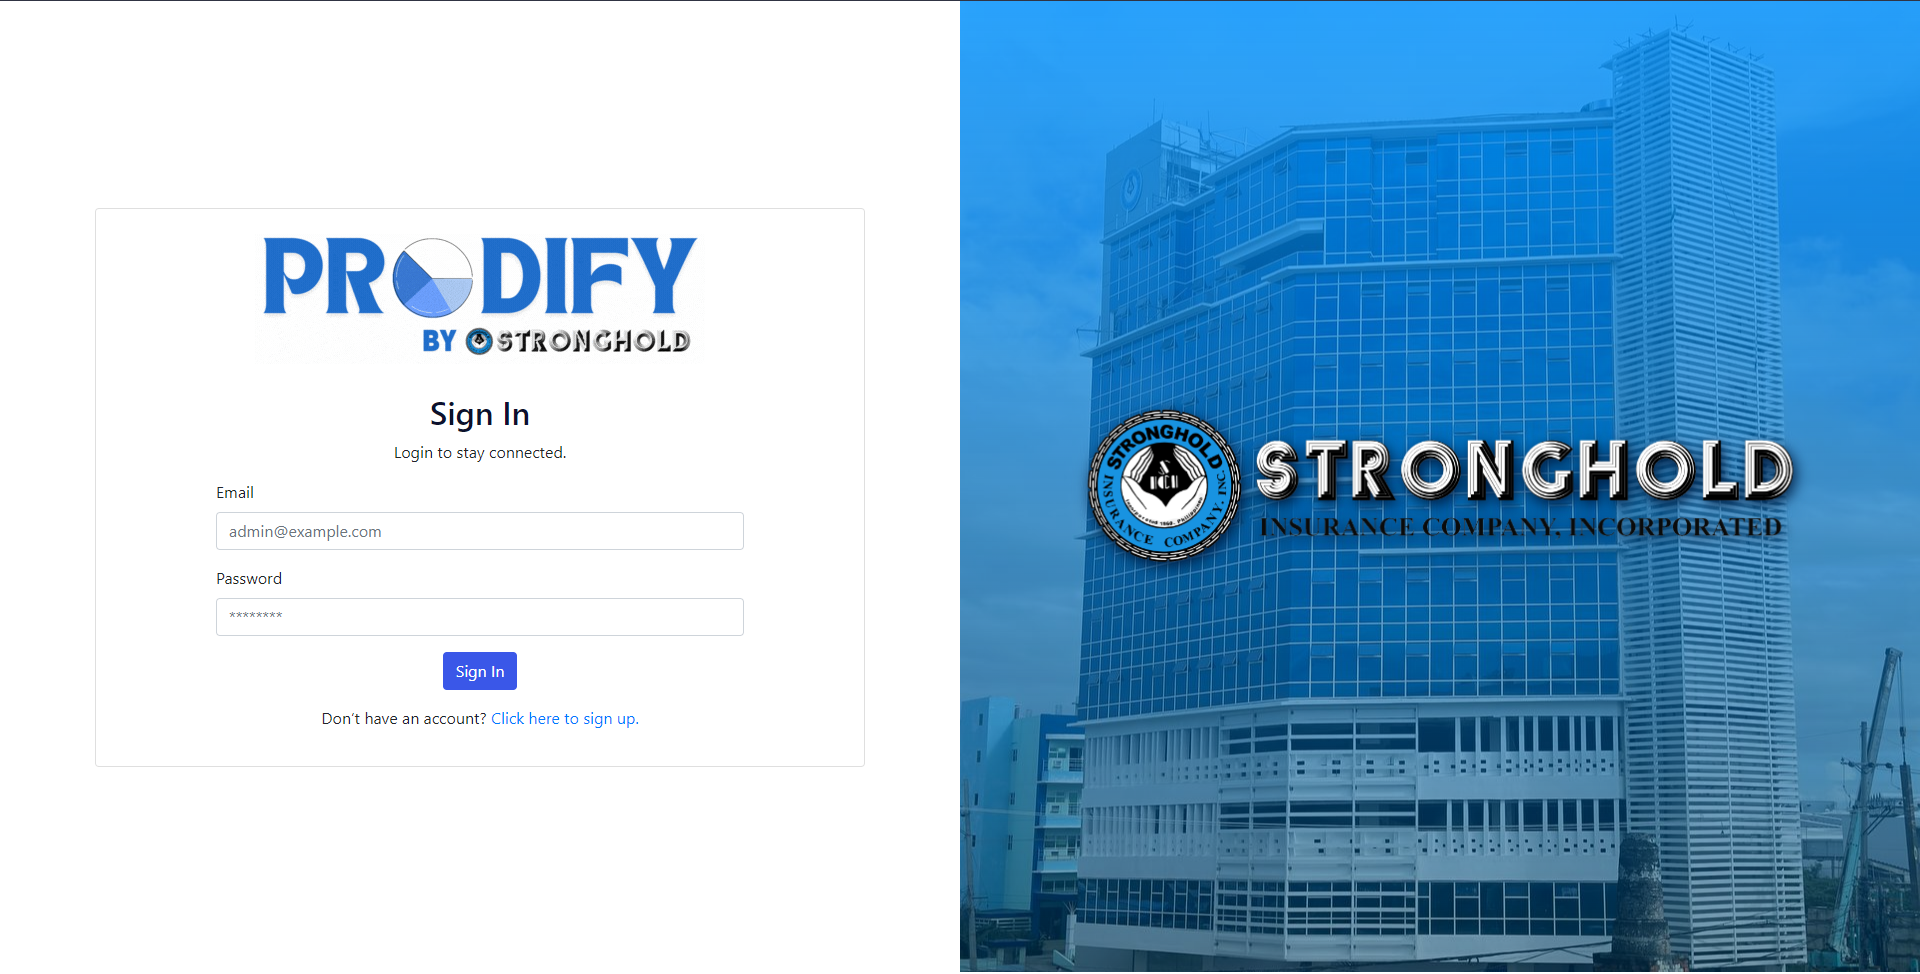 PRODIFY
BY STRONGHOLD
Sign In
Login to stay connected.
Email
admin@example.com
Password
********
Sign In
Don't have an account? Click here to sign up.
STRONGHOLD
INSURANCE COMPANY, INC.
STRONGHOLD
INSURANCE COMPANY, INCORPORATED